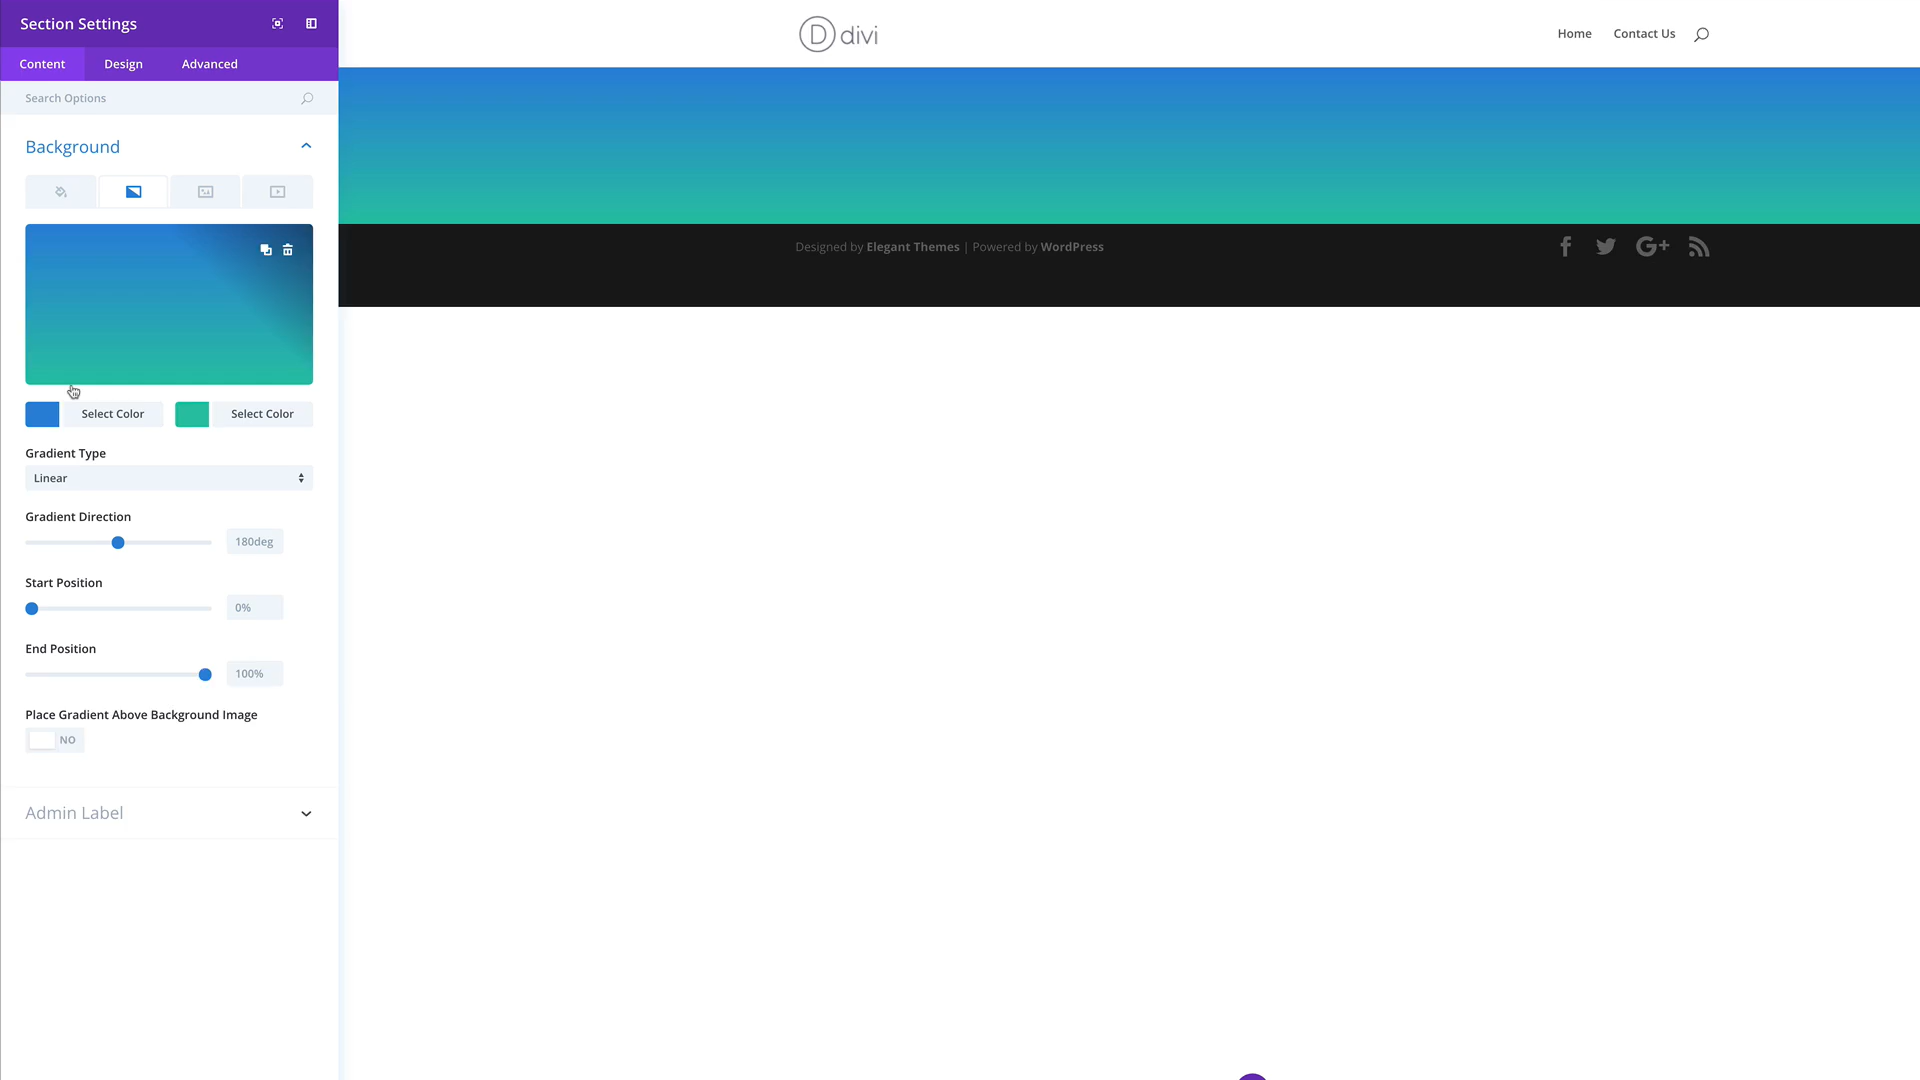 Section Settings
Content Design Advanced
Search Options
Background
Select Color Select Color
Gradient Type
Linear
Gradient Direction
180deg
Start Position
0%
End Position
100%
Place Gradient Above Background Image
NO
Admin Label
D divi
Home Contact Us
Designed by Elegant Themes | Powered by WordPress
G+